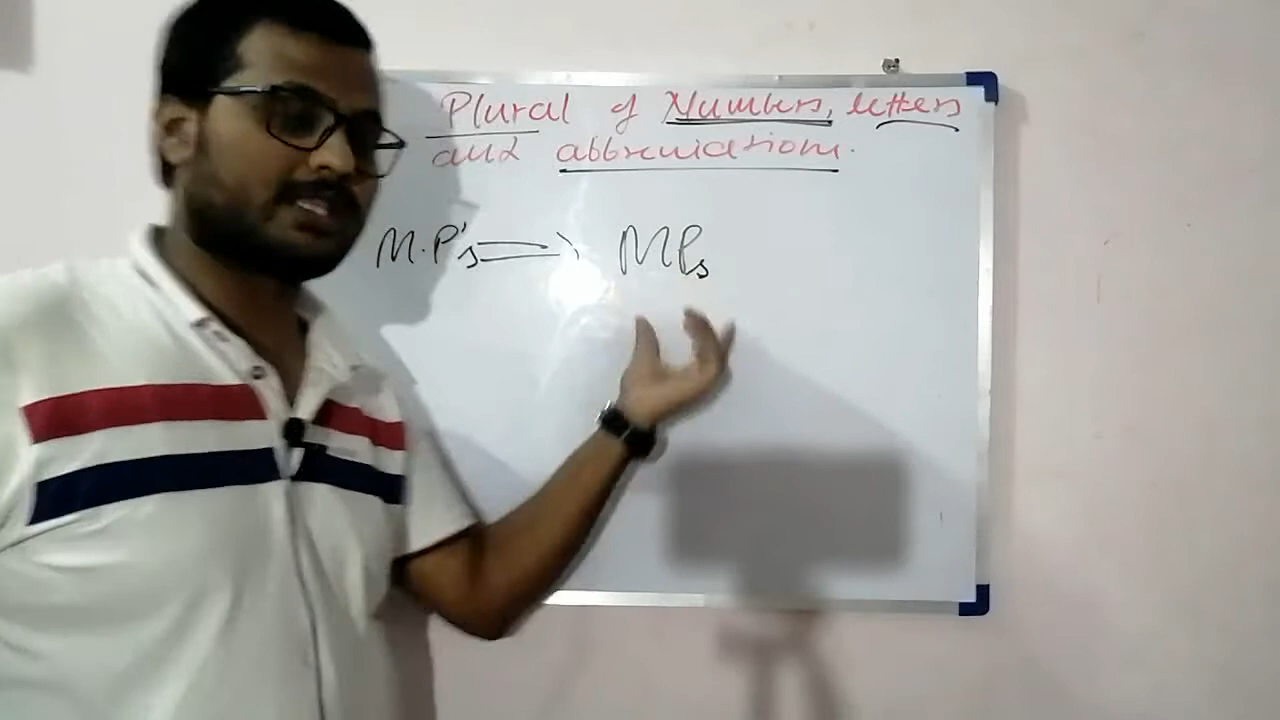 Plural of Numbers, letters
and abbreviations.
M.P's => MPs